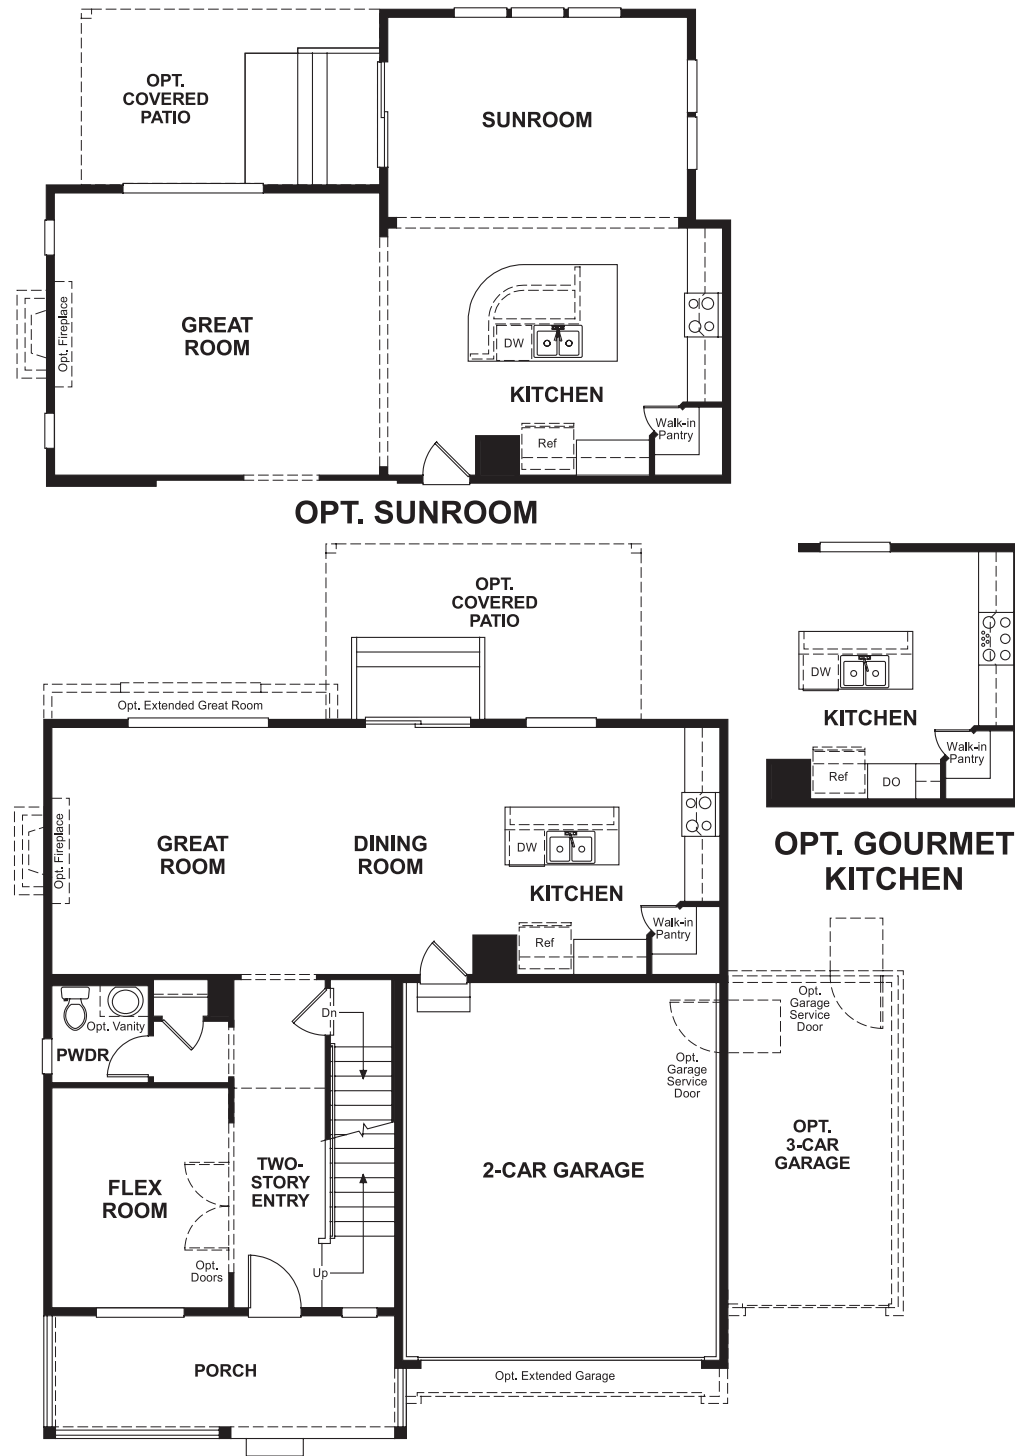 OPT.
COVERED
PATIO
SUNROOM
GREAT
ROOM
Opt. Fireplace
DW
KITCHEN
Ref
Walk-in
Pantry
OPT. SUNROOM
OPT.
COVERED
PATIO
Opt. Extended Great Room
GREAT
ROOM
DINING
ROOM
Opt. Fireplace
DW
KITCHEN
Ref
Walk-in
Pantry
DW
KITCHEN
Walk-in
Pantry
Ref
DO
OPT. GOURMET
KITCHEN
Opt. Vanity
PWDR
Dn
Opt.
Garage
Service
Door
Opt.
Garage
Service
Door
OPT.
3-CAR
GARAGE
2-CAR GARAGE
TWO-
STORY
ENTRY
FLEX
ROOM
Opt.
Doors
Up
PORCH
Opt. Extended Garage